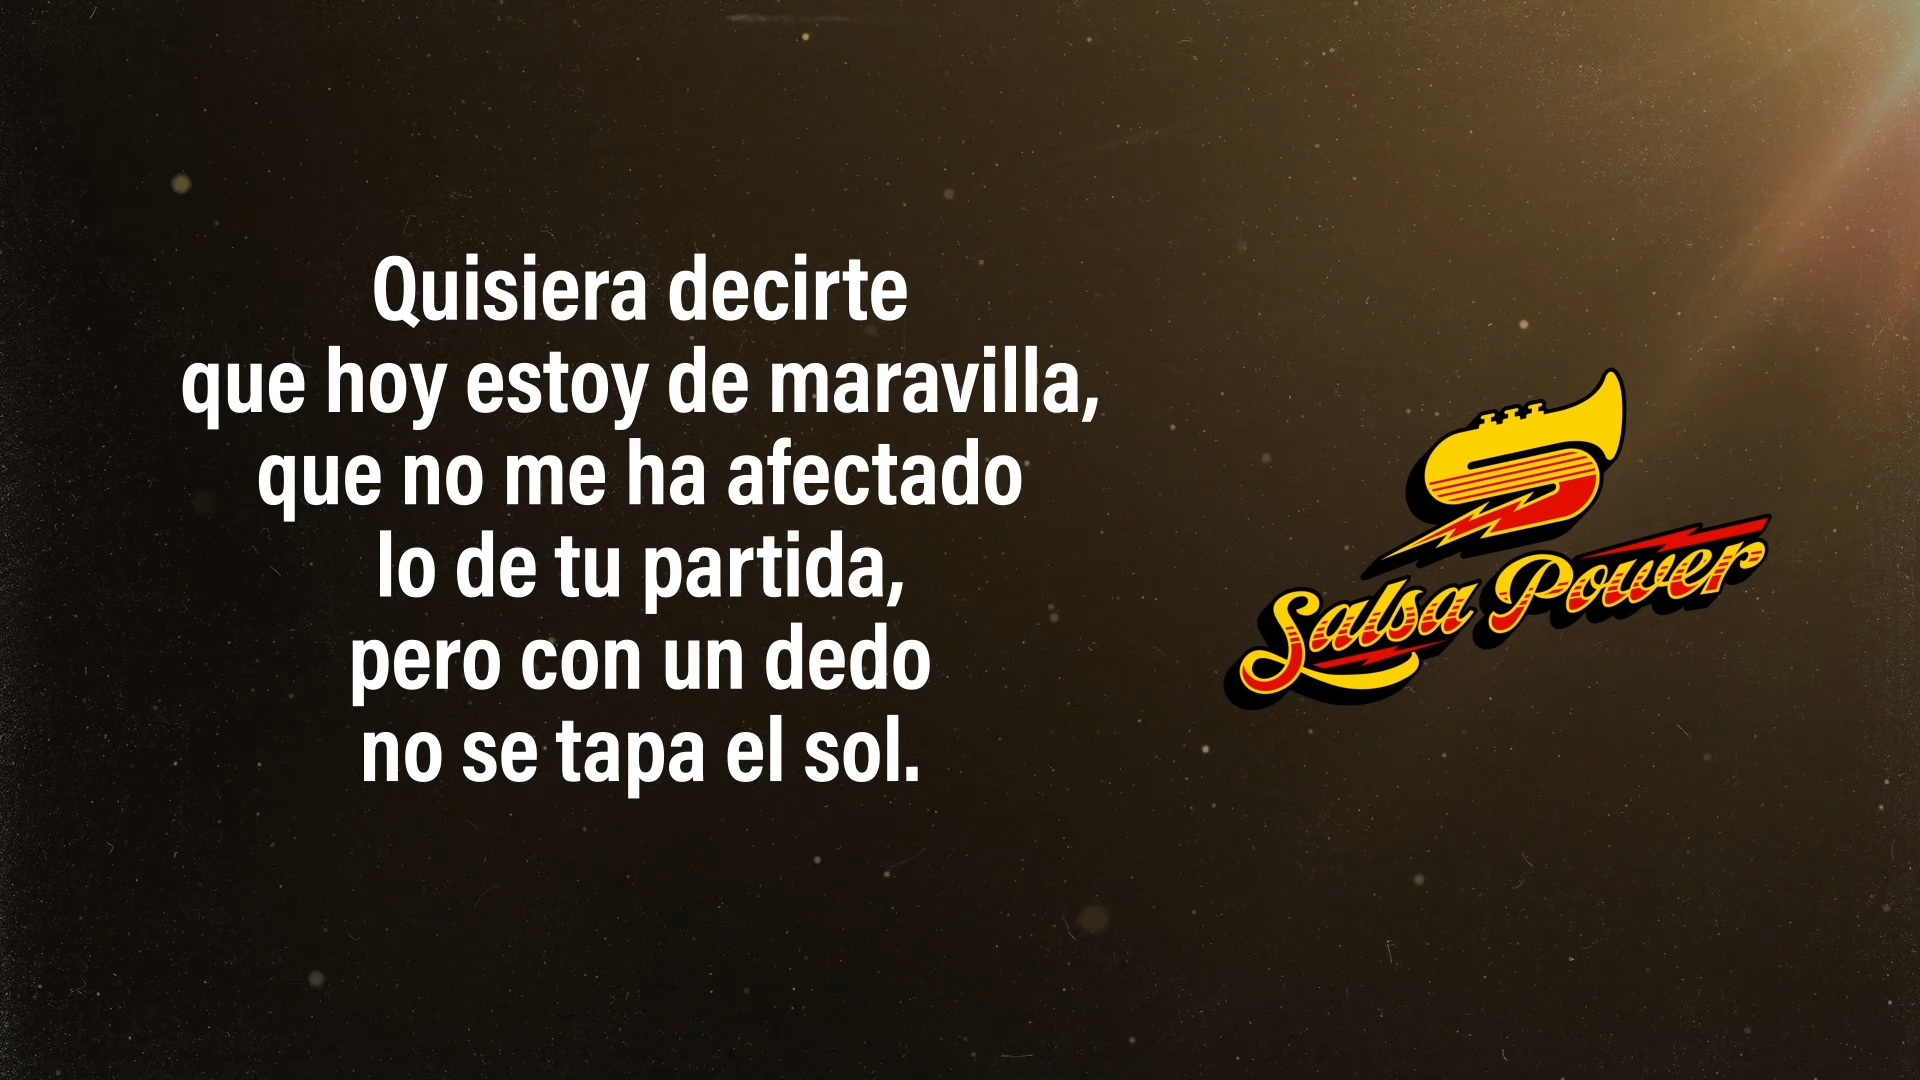 Quisiera decirte
que hoy estoy de maravilla,
que no me ha afectado
lo de tu partida,
pero con un dedo
no se tapa el sol.
Salsa Power